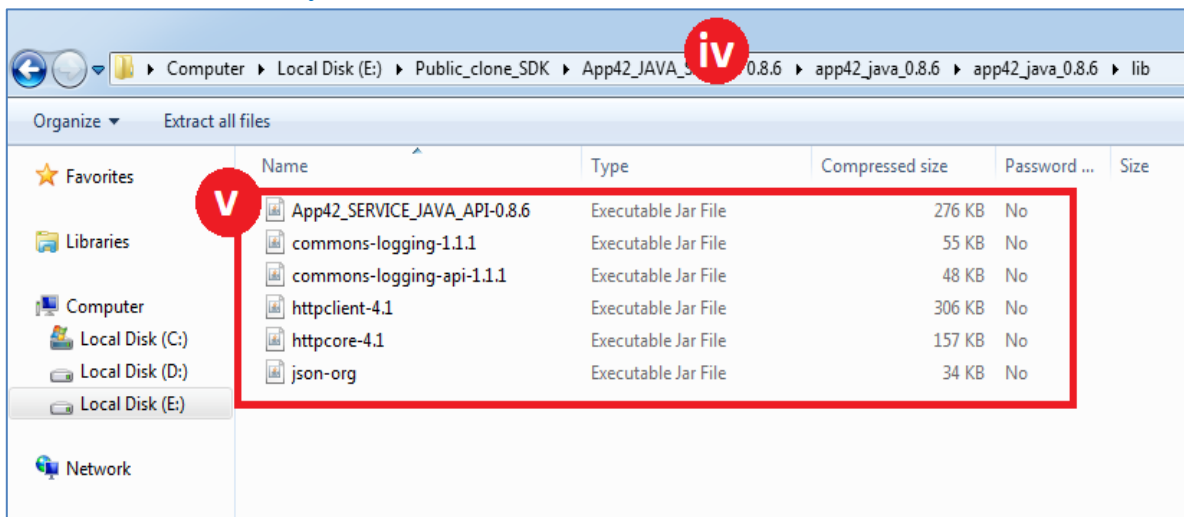 iv
Computer Local Disk (E:) Public_clone_SDK App42_JAVA_ 0.8.6 app42_java_0.8.6 app42_java_0.8.6 lib
Organize Extract all files
Name Type Compressed size Password ... Size
Favorites
Libraries
Computer
Local Disk (C:)
Local Disk (D:)
Local Disk (E:)
Network
v
App42_SERVICE_JAVA_API-0.8.6 Executable Jar File 276 KB No
commons-logging-1.1.1 Executable Jar File 55 KB No
commons-logging-api-1.1.1 Executable Jar File 48 KB No
httpclient-4.1 Executable Jar File 306 KB No
httpcore-4.1 Executable Jar File 157 KB No
json-org Executable Jar File 34 KB No